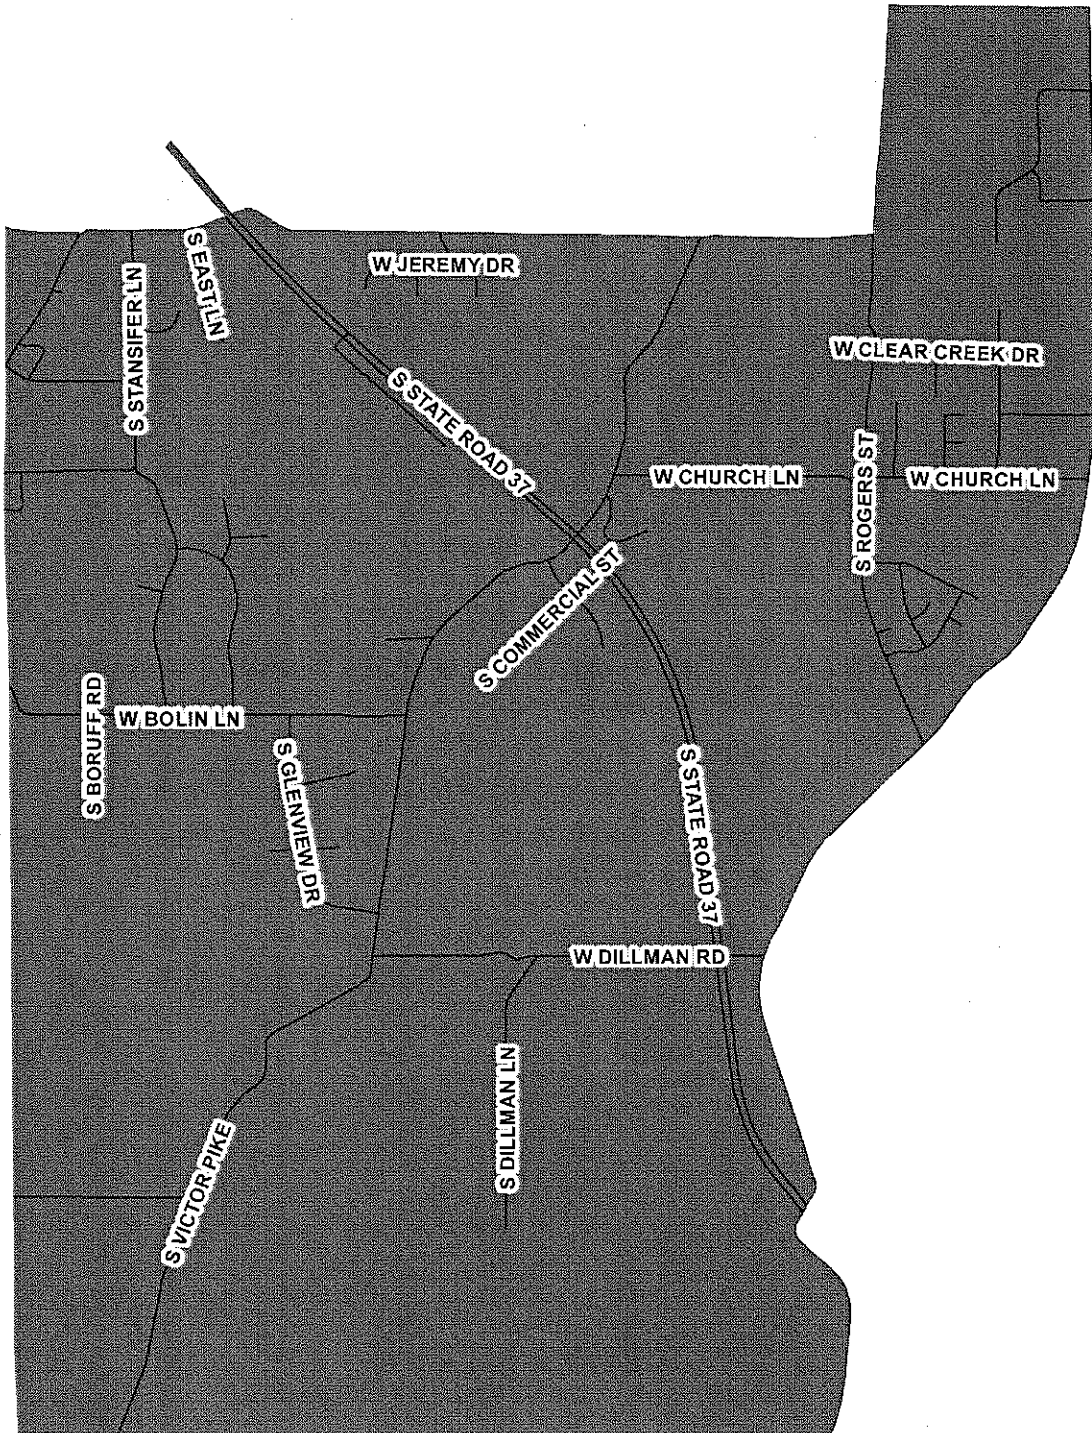 S EAST LN
W JEREMY DR
S STANSIFER LN
W CLEAR CREEK DR
S STATE ROAD 37
W CHURCH LN
W CHURCH LN
S ROGERS ST
S COMMERCIAL ST
S BORUFF RD
W BOLIN LN
S GLENVIEW DR
S STATE ROAD 37
W DILLMAN RD
S DILLMAN LN
S VICTOR PIKE